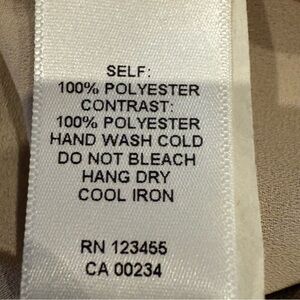 SELF:
100% POLYESTER
CONTRAST:
100% POLYESTER
HAND WASH COLD
DO NOT BLEACH
HANG DRY
COOL IRON
RN 123455
CA 00234